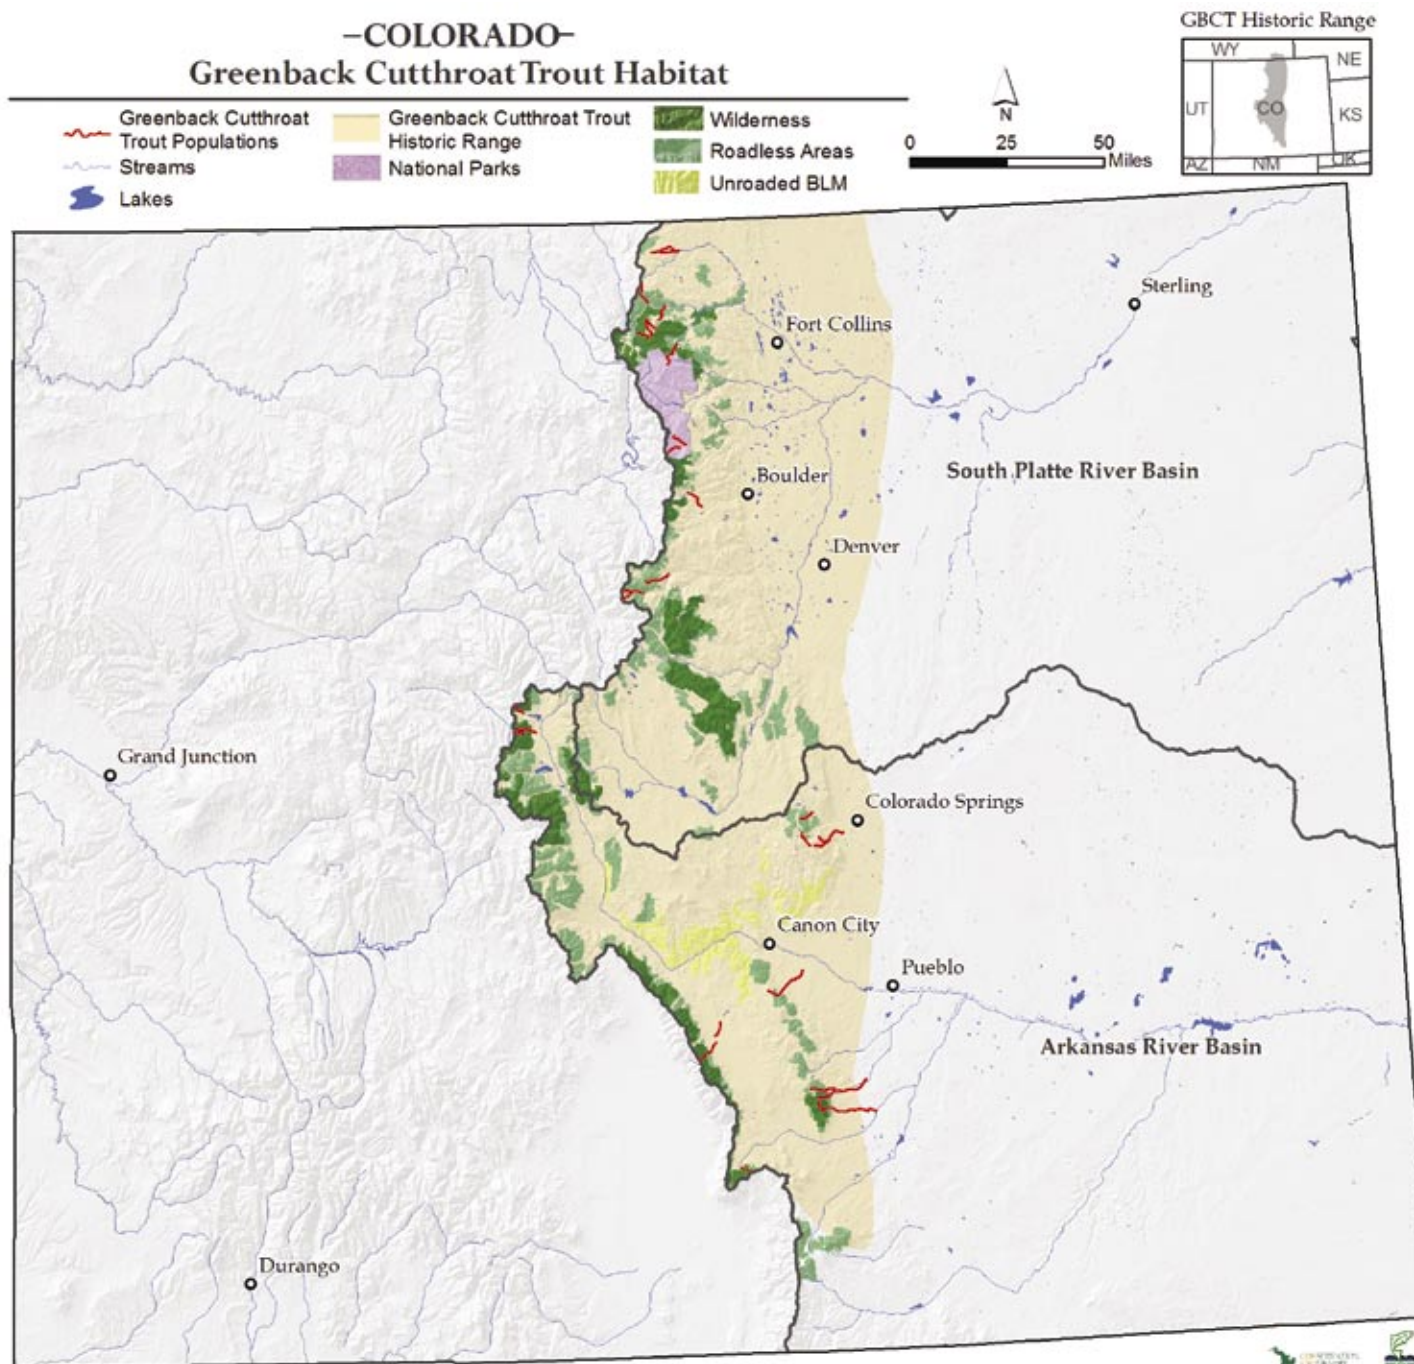 –COLORADO–
Greenback Cutthroat Trout Habitat
GBCT Historic Range
WY
NE
UT
CO
KS
AZ
NM
OK
N
0 25 50
Miles
Greenback Cutthroat
Trout Populations
Streams
Lakes
Greenback Cutthroat Trout
Historic Range
National Parks
Wilderness
Roadless Areas
Unroaded BLM
Sterling
Fort Collins
Boulder
South Platte River Basin
Denver
Grand Junction
Colorado Springs
Canon City
Pueblo
Arkansas River Basin
Durango